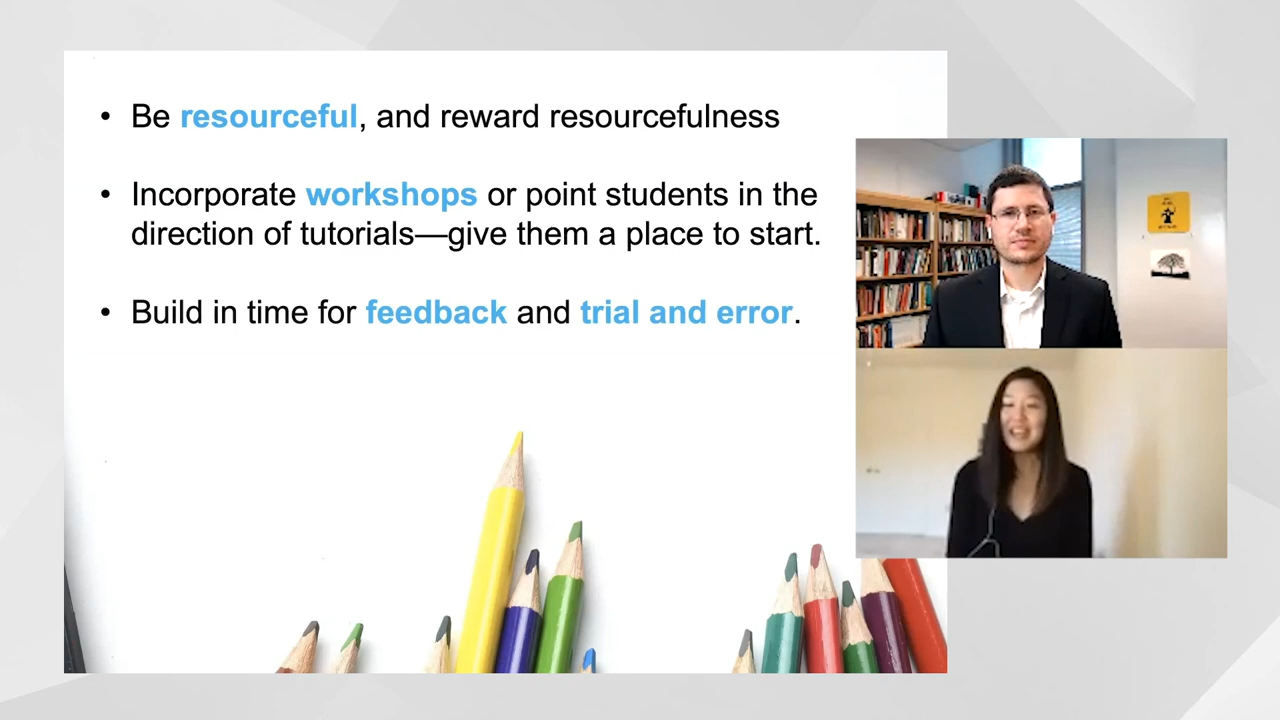 • Be resourceful, and reward resourcefulness
• Incorporate workshops or point students in the
direction of tutorials—give them a place to start.
• Build in time for feedback and trial and error.